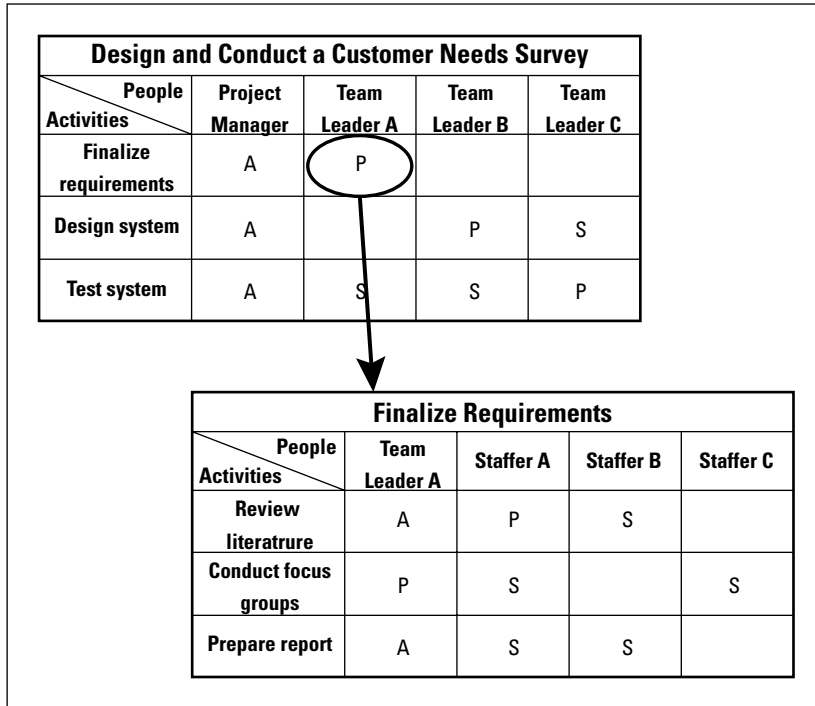 Design and Conduct a Customer Needs Survey
People
Activities
Project
Manager
Team
Leader A
Team
Leader B
Team
Leader C
Finalize
requirements
A
P
Design system
A
P
S
Test system
A
S
S
P
Finalize Requirements
People
Activities
Team
Leader A
Staffer A
Staffer B
Staffer C
Review
literatrure
A
P
S
Conduct focus
groups
P
S
S
Prepare report
A
S
S